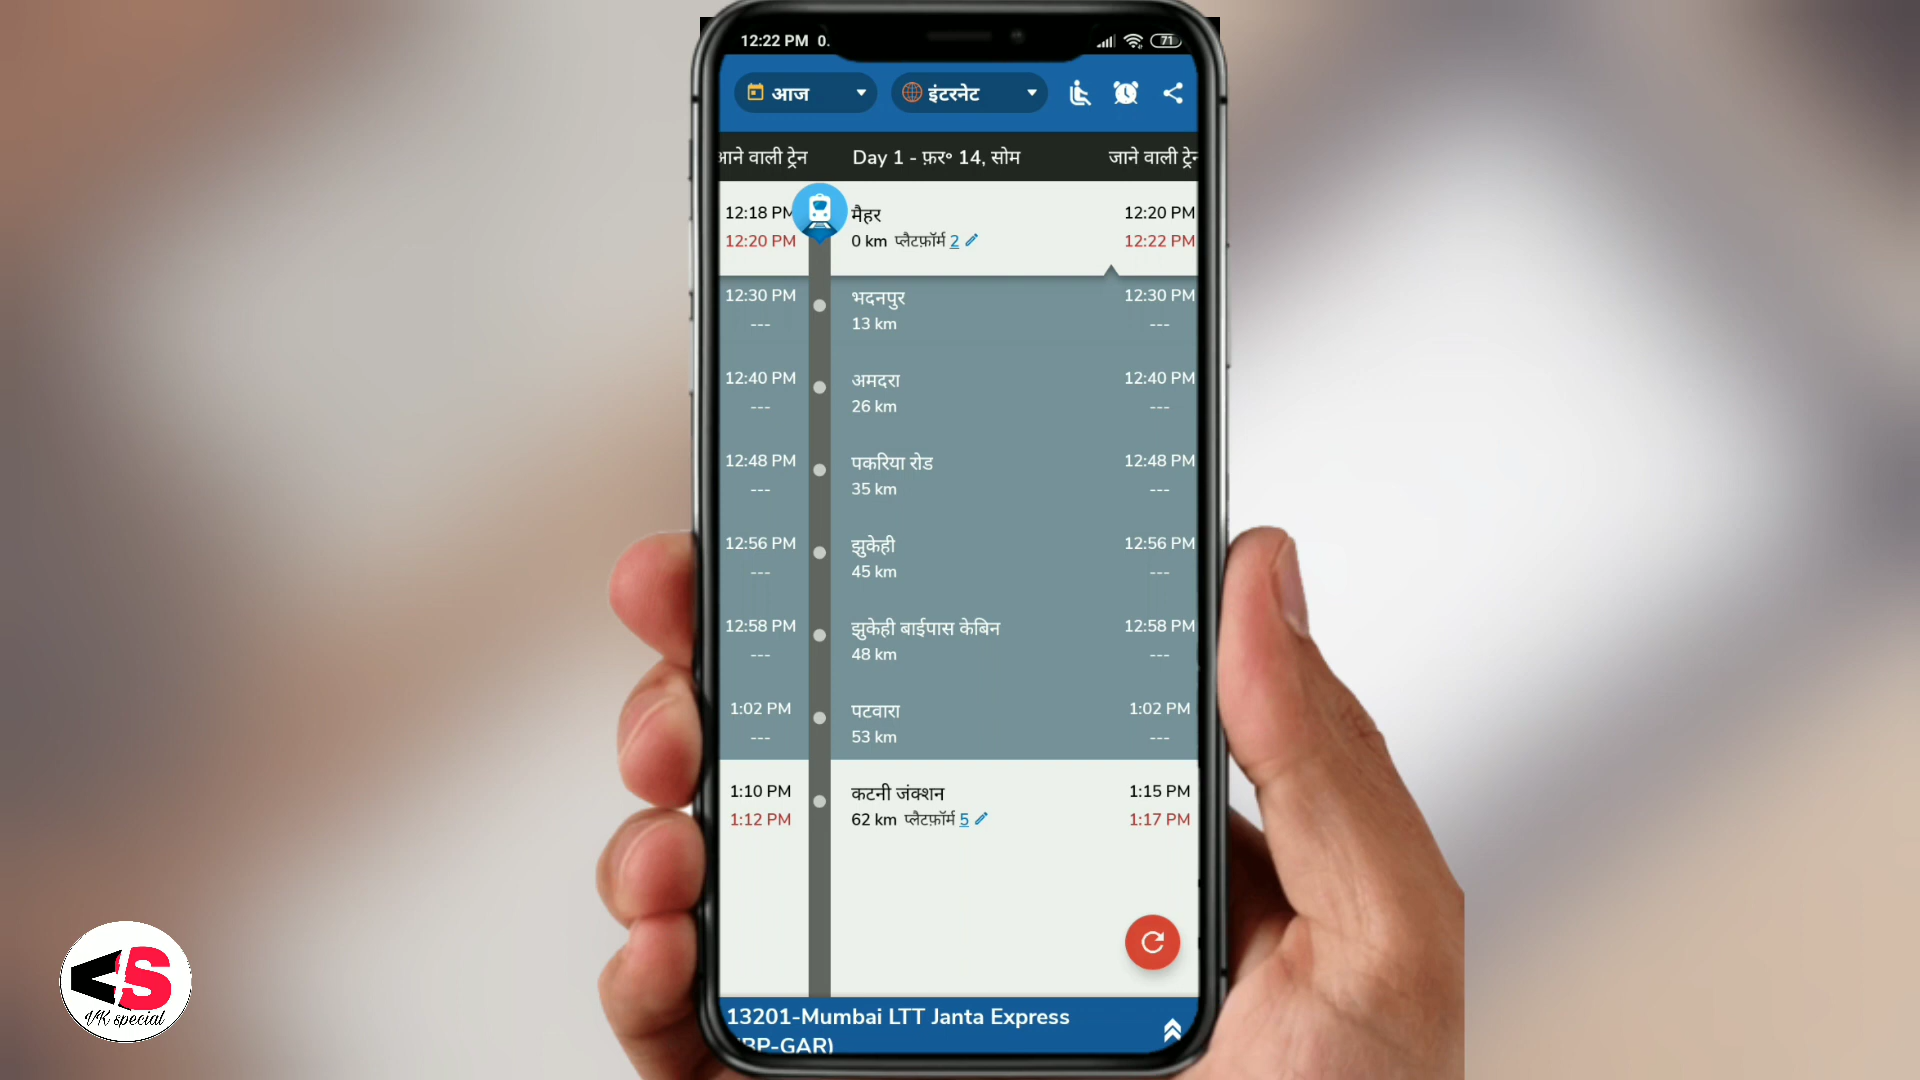 12:22 PM 0.
71
आज
इंटरनेट
आने वाली ट्रेन Day 1 - फ़र॰ 14, सोम जाने वाली ट्रेन
12:18 PM मैहर 12:20 PM
12:20 PM 0 km प्लैटफ़ॉर्म 2 12:22 PM
12:30 PM भदनपुर 12:30 PM
--- 13 km ---
12:40 PM अमदरा 12:40 PM
--- 26 km ---
12:48 PM पकरिया रोड 12:48 PM
--- 35 km ---
12:56 PM झुकेही 12:56 PM
--- 45 km ---
12:58 PM झुकेही बाईपास केबिन 12:58 PM
--- 48 km ---
1:02 PM पटवारा 1:02 PM
--- 53 km ---
1:10 PM कटनी जंक्शन 1:15 PM
1:12 PM 62 km प्लैटफ़ॉर्म 5 1:17 PM
13201-Mumbai LTT Janta Express
BP-GAR)
VS
VK special